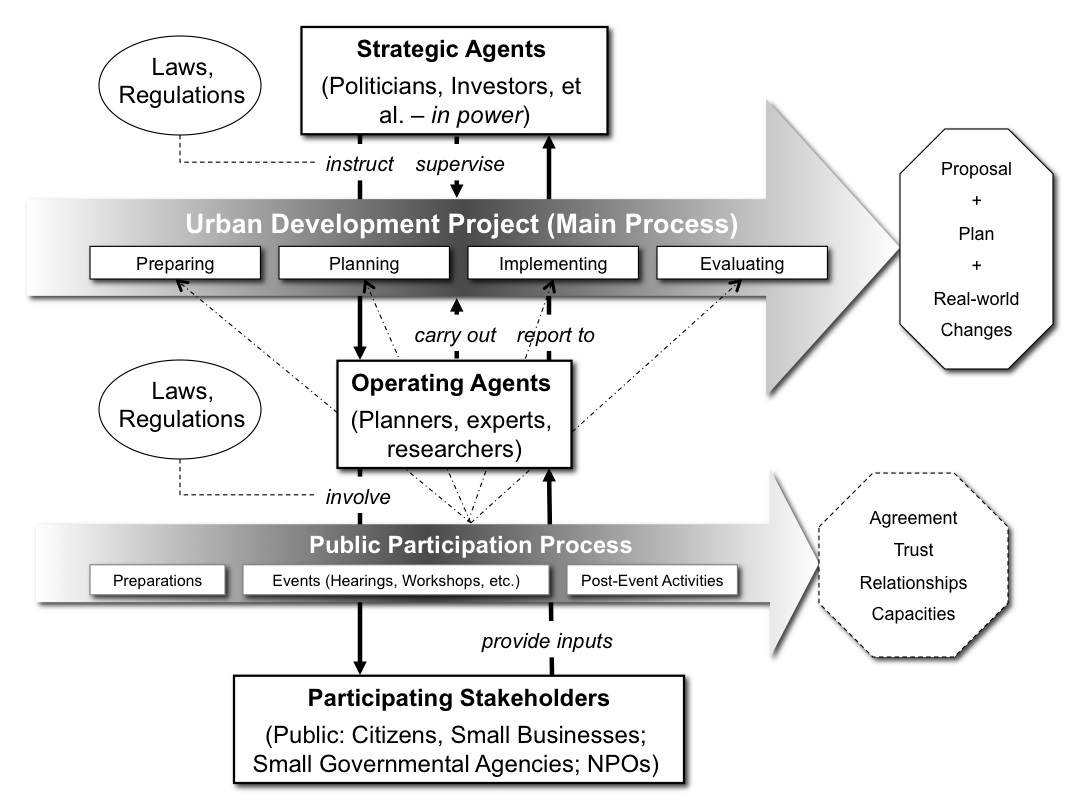 Strategic Agents
(Politicians, Investors, et
al. – in power)
Laws,
Regulations
instruct
supervise
Urban Development Project (Main Process)
Preparing
Planning
Implementing
Evaluating
Proposal
+
Plan
+
Real-world
Changes
carry out
report to
Operating Agents
(Planners, experts,
researchers)
Laws,
Regulations
involve
Public Participation Process
Preparations
Events (Hearings, Workshops, etc.)
Post-Event Activities
Agreement
Trust
Relationships
Capacities
provide inputs
Participating Stakeholders
(Public: Citizens, Small Businesses;
Small Governmental Agencies; NPOs)